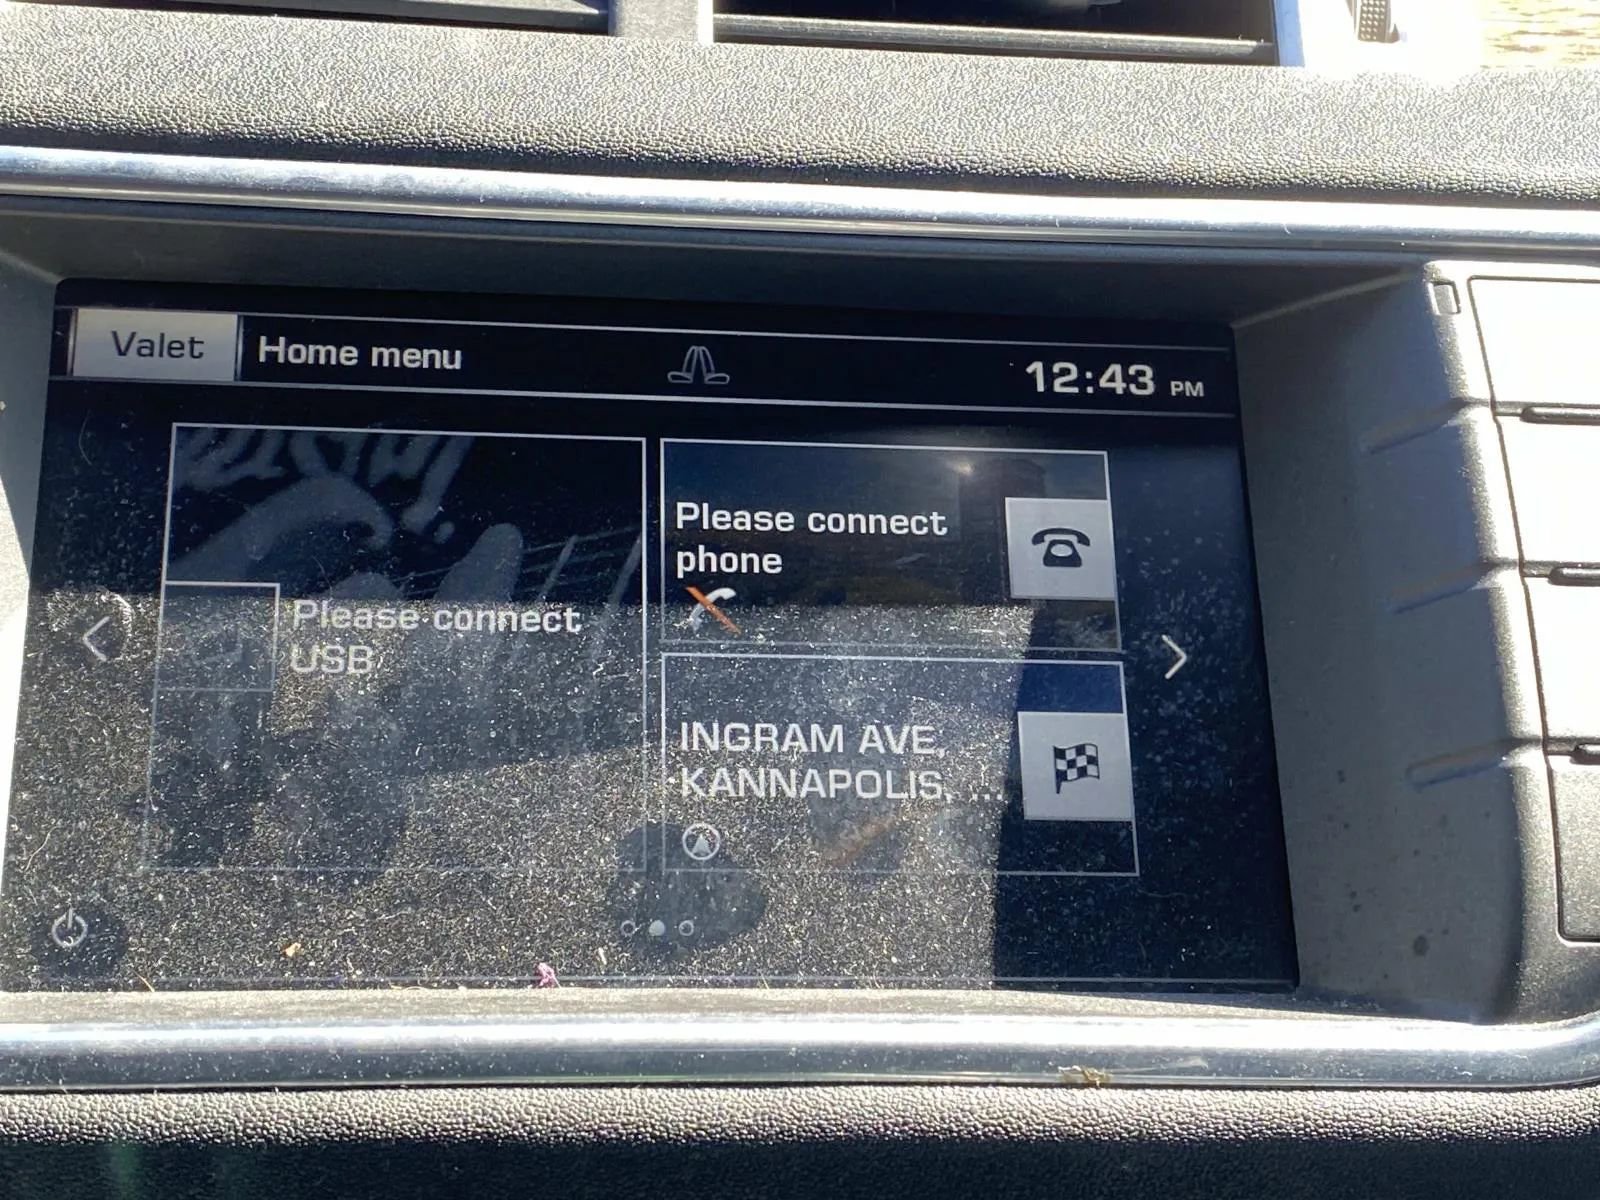 Valet
Home menu
12:43 PM
Please connect
USB
Please connect
phone
INGRAM AVE,
KANNAPOLIS, ...